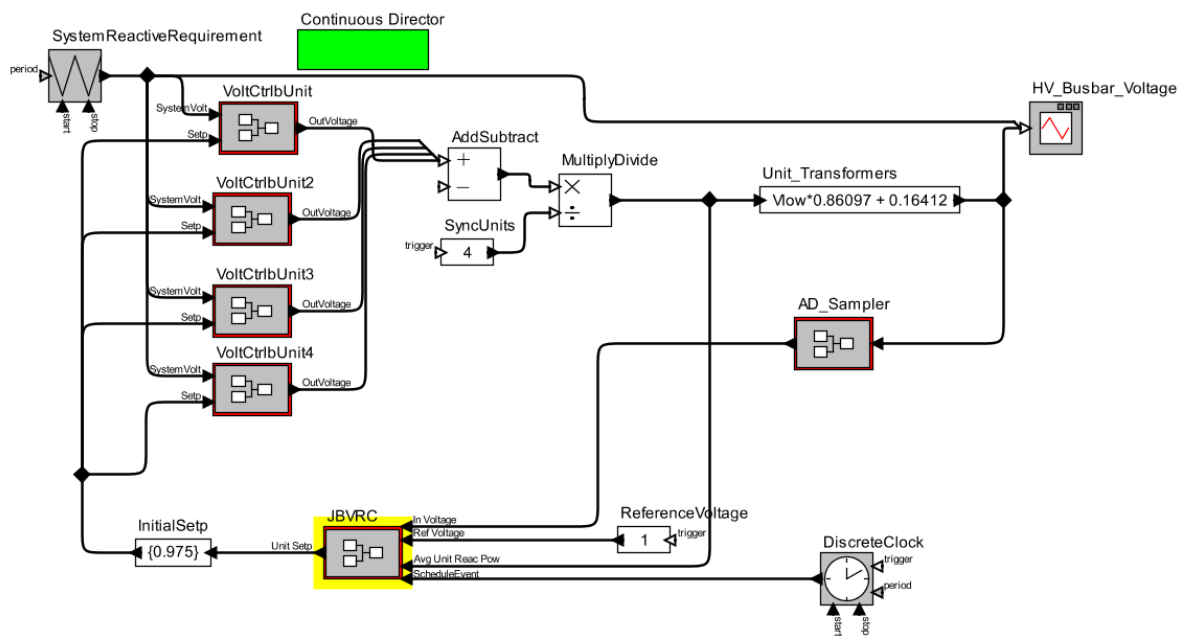 Continuous Director
SystemReactiveRequirement
period
start
stop
HV_Busbar_Voltage
VoltCtrlbUnit
SystemVolt
Setp
OutVoltage
AddSubtract
+
−
MultiplyDivide
×
÷
Unit_Transformers
Vlow*0.86097 + 0.16412
VoltCtrlbUnit2
SystemVolt
Setp
OutVoltage
SyncUnits
trigger
4
VoltCtrlbUnit3
SystemVolt
Setp
OutVoltage
AD_Sampler
VoltCtrlbUnit4
SystemVolt
Setp
OutVoltage
InitialSetp
{0.975}
JBVRC
Unit Setp
In Voltage
Ref Voltage
Avg Unit Reac Pow
ScheduleEvent
ReferenceVoltage
1
trigger
DiscreteClock
trigger
period
start
stop